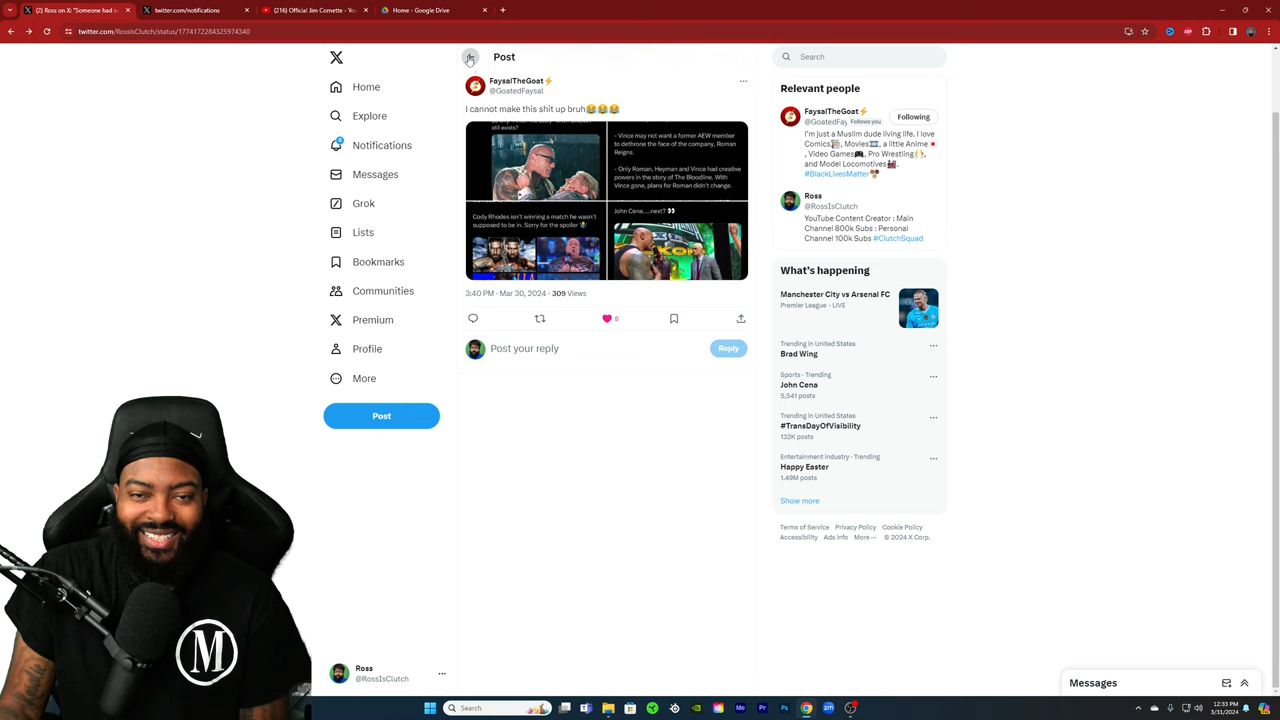 (2) Ross on X: "Someone had s
twitter.com/notifications
(216) Official Jim Cornette - Yo
Home - Google Drive
twitter.com/RossIsClutch/status/1774172284325974340
Home
Explore
Notifications
Messages
Grok
Lists
Bookmarks
Communities
Premium
Profile
More
Post
Ross
@RossIsClutch
Post
FaysalTheGoat⚡
@GoatedFaysal
I cannot make this shit up bruh😂😂😂
still exists?
- Vince may not want a former AEW member
to dethrone the face of the company, Roman
Reigns.
- Only Roman, Heyman and Vince had creative
powers in the story of The Bloodline. With
Vince gone, plans for Roman didn't change.
Cody Rhodes isn't winning a match he wasn't
supposed to be in. Sorry for the spoiler
John Cena.....next? 👀
3:40 PM · Mar 30, 2024 · 309 Views
8
Post your reply
Reply
Search
Relevant people
FaysalTheGoat⚡
@GoatedFay Follows you
Following
I'm just a Muslim dude living life. I love
Comics, Movies, a little Anime
, Video Games, Pro Wrestling,
and Model Locomotives.
#BlackLivesMatter
Ross
@RossIsClutch
YouTube Content Creator : Main
Channel 800k Subs : Personal
Channel 100k Subs #ClutchSquad
What's happening
Manchester City vs Arsenal FC
Premier League · LIVE
Trending in United States
Brad Wing
Sports · Trending
John Cena
5,541 posts
Trending in United States
#TransDayOfVisibility
132K posts
Entertainment industry · Trending
Happy Easter
1.49M posts
Show more
Terms of Service Privacy Policy Cookie Policy
Accessibility Ads info More ··· © 2024 X Corp.
Messages
M
Search
12:33 PM
3/31/2024